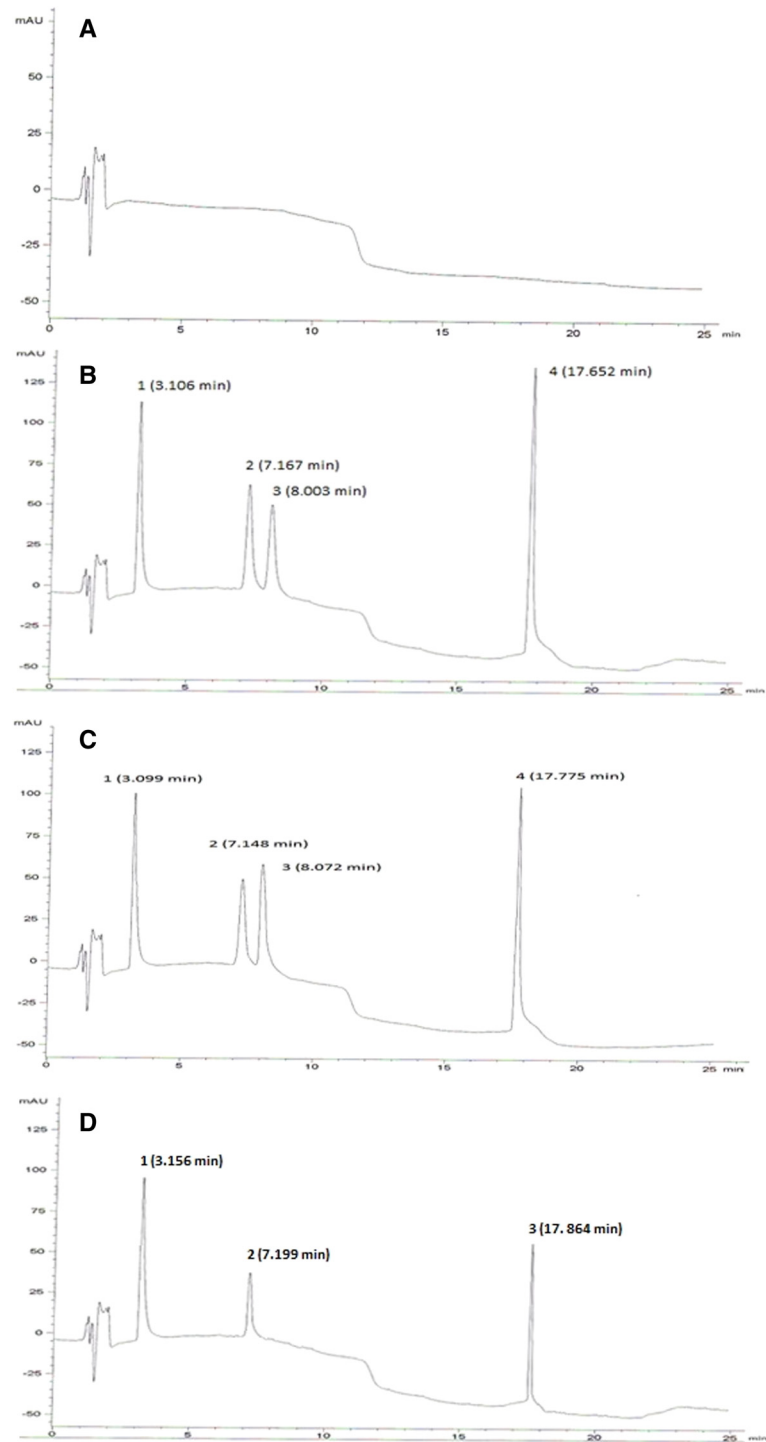 mAU
A
50
25
0
-25
-50
0 5 10 15 20 25 min
mAU
B
1 (3.106 min)
4 (17.652 min)
2 (7.167 min)
3 (8.003 min)
125
100
75
50
25
0
-25
-50
0 5 10 15 20 25 min
mAU
C
1 (3.099 min)
4 (17.775 min)
2 (7.148 min)
3 (8.072 min)
125
100
75
50
25
0
-25
-50
0 5 10 15 20 25 min
mAU
D
1 (3.156 min)
3 (17. 864 min)
2 (7.199 min)
125
100
75
50
25
0
-25
-50
0 5 10 15 20 25 min